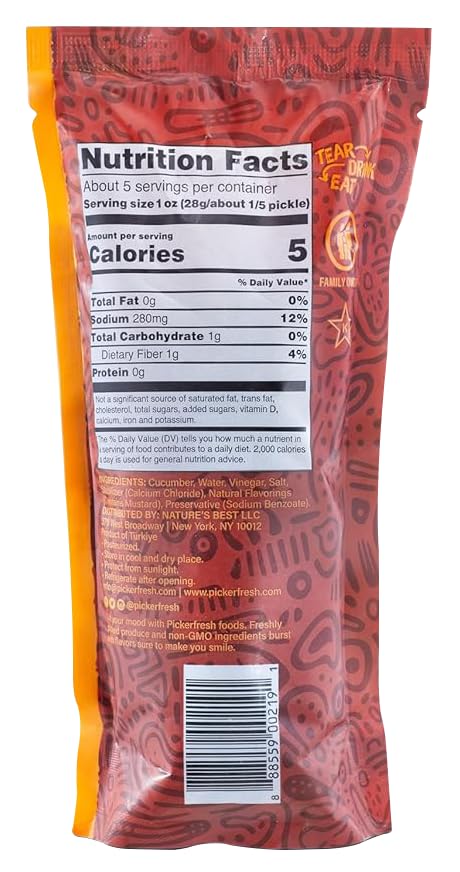 Nutrition Facts
About 5 servings per container
Serving size 1 oz (28g/about 1/5 pickle)
Amount per serving
Calories 5
% Daily Value*
Total Fat 0g 0%
Sodium 280mg 12%
Total Carbohydrate 1g 0%
Dietary Fiber 1g 4%
Protein 0g
Not a significant source of saturated fat, trans fat,
cholesterol, total sugars, added sugars, vitamin D,
calcium, iron and potassium.
*The % Daily Value (DV) tells you how much a nutrient in
a serving of food contributes to a daily diet. 2,000 calories
a day is used for general nutrition advice.
TEAR
DRINK
EAT
FAMILY
K
INGREDIENTS: Cucumber, Water, Vinegar, Salt,
(Calcium Chloride), Natural Flavorings
Mustard), Preservative (Sodium Benzoate).
DISTRIBUTED BY: NATURE'S BEST LLC
West Broadway | New York, NY 10012
Product of Türkiye
• Pasteurized.
• Store in cool and dry place.
• Protect from sunlight.
• Refrigerate after opening.
@pickerfresh.com | www.pickerfresh.com
@pickerfresh
your mood with Pickerfresh foods. Freshly
produce and non-GMO ingredients burst
flavors sure to make you smile.
8 88559 00219 1